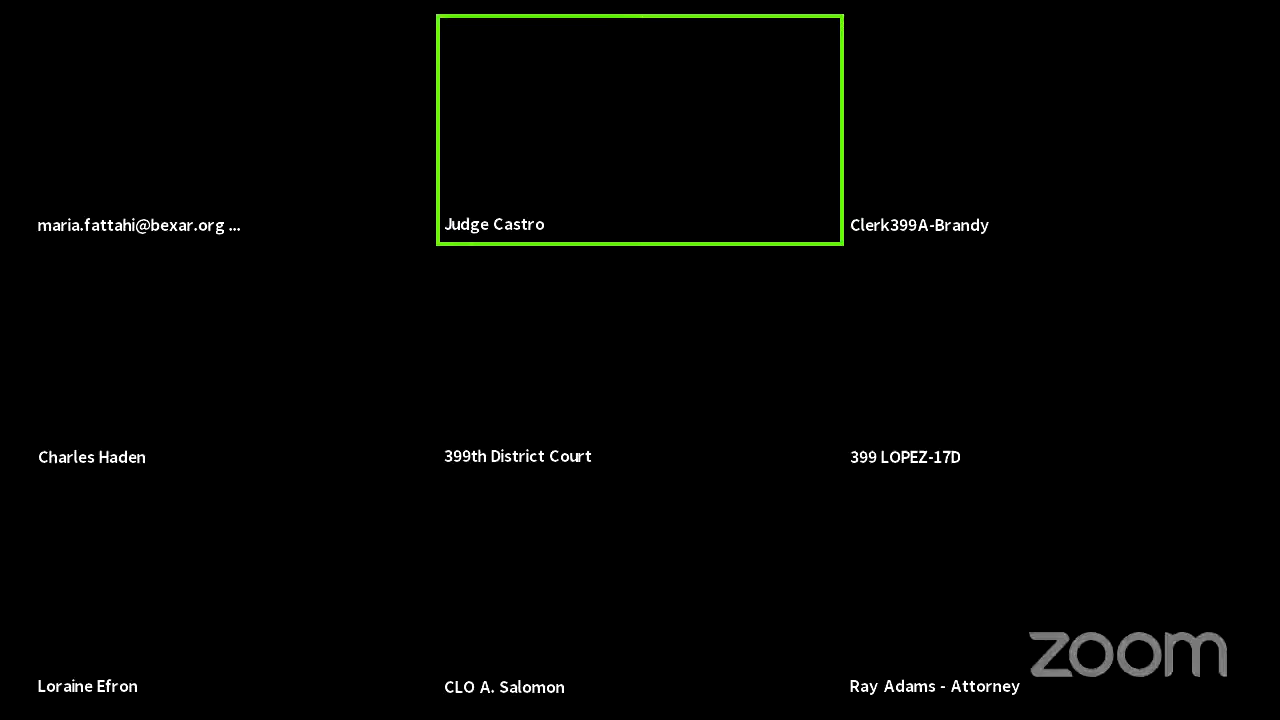 maria.fattahi@bexar.org ...
Judge Castro
Clerk399A-Brandy
Charles Haden
399th District Court
399 LOPEZ-17D
Loraine Efron
CLO A. Salomon
Ray Adams - Attorney
zoom